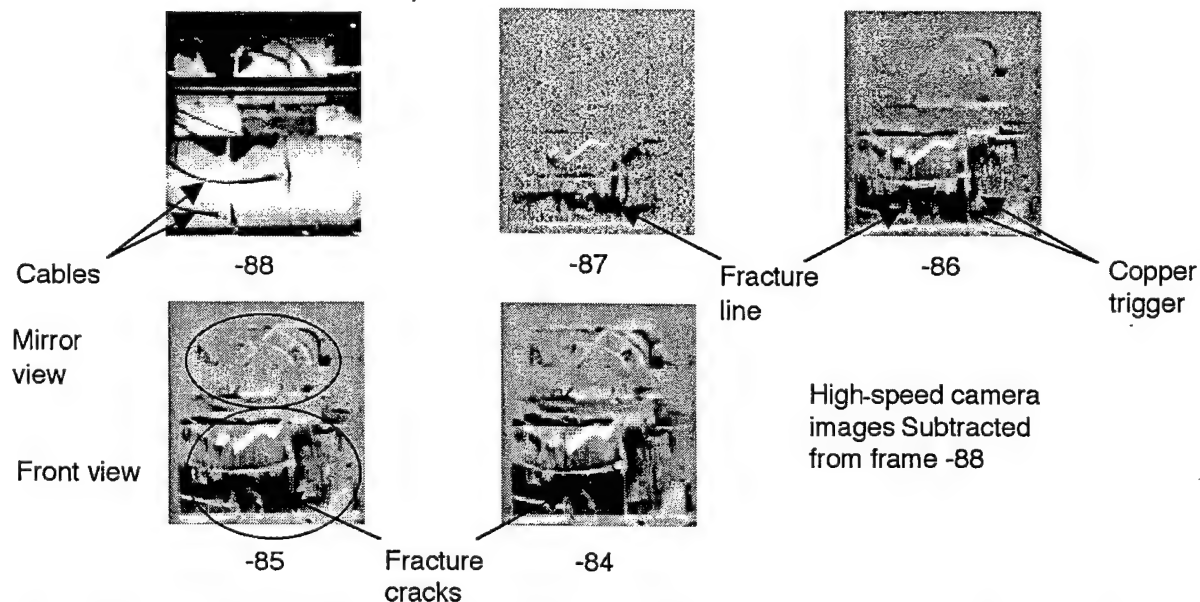 -88
-87
-86
Cables
Fracture
line
Copper
trigger
Mirror
view
Front view
High-speed camera
images Subtracted
from frame -88
-85
Fracture
cracks
-84